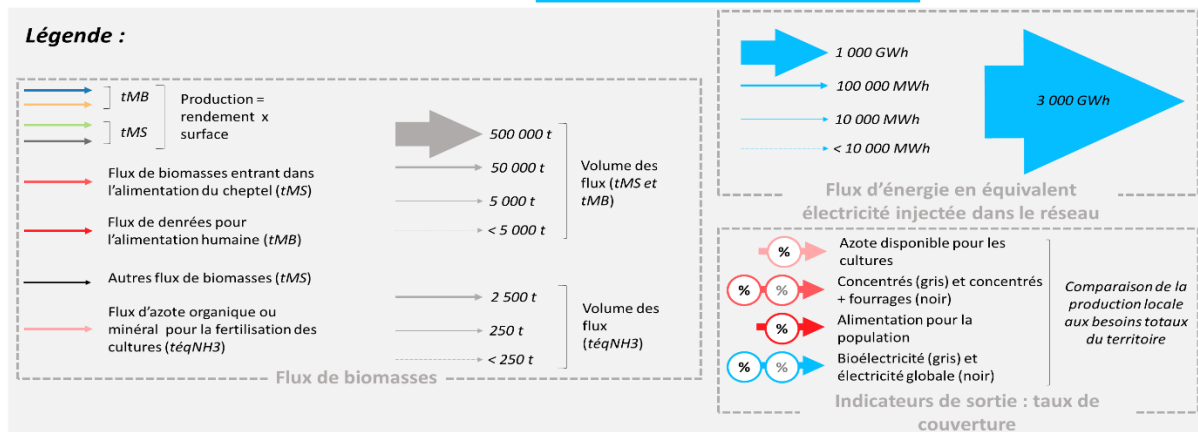 Légende :
tMB
tMS
Production =
rendement x
surface
Flux de biomasses entrant dans
l'alimentation du cheptel (tMS)
Flux de denrées pour
l'alimentation humaine (tMB)
Autres flux de biomasses (tMS)
Flux d'azote organique ou
minéral pour la fertilisation des
cultures (téqNH3)
500 000 t
50 000 t
5 000 t
< 5 000 t
Volume des
flux (tMS et
tMB)
2 500 t
250 t
< 250 t
Volume des
flux
(téqNH3)
Flux de biomasses
1 000 GWh
100 000 MWh
10 000 MWh
< 10 000 MWh
3 000 GWh
Flux d'énergie en équivalent
électricité injectée dans le réseau
% Azote disponible pour les
cultures
% % Concentrés (gris) et concentrés
+ fourrages (noir)
% Alimentation pour la
population
% % Bioélectricité (gris) et
électricité globale (noir)
Comparaison de la
production locale
aux besoins totaux
du territoire
Indicateurs de sortie : taux de
couverture